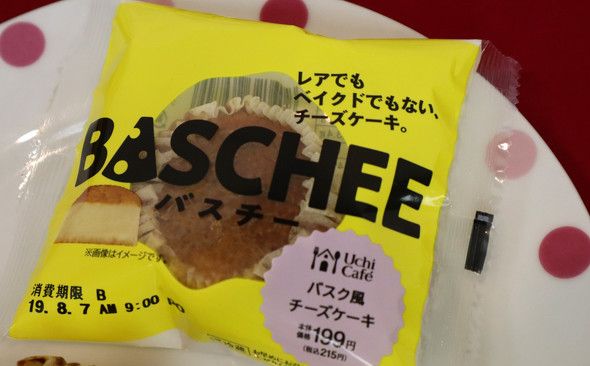 レアでも
ベイクドでもない、
チーズケーキ。
BASCHEE
バスチー
※画像はイメージです
消費期限 B
19. 8. 7 AM 9:00 PO
Uchi
Café
バスク風
チーズケーキ
本体
価格 199円
(税込215円)